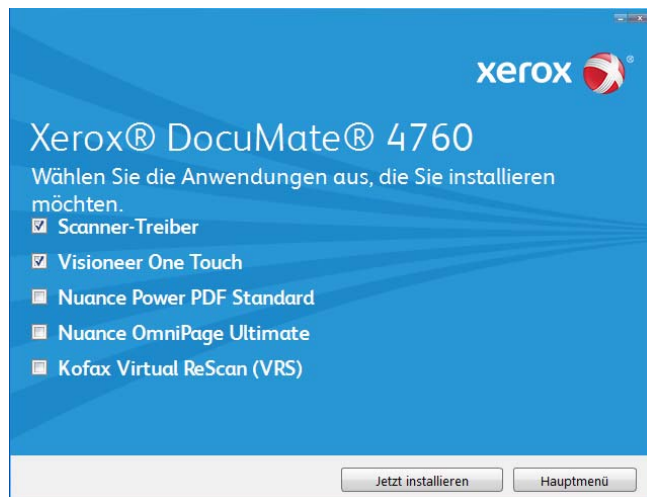 xerox ®
Xerox® DocuMate® 4760
Wählen Sie die Anwendungen aus, die Sie installieren
möchten.
Scanner-Treiber
Visioneer One Touch
Nuance Power PDF Standard
Nuance OmniPage Ultimate
Kofax Virtual ReScan (VRS)
Jetzt installieren Hauptmenü